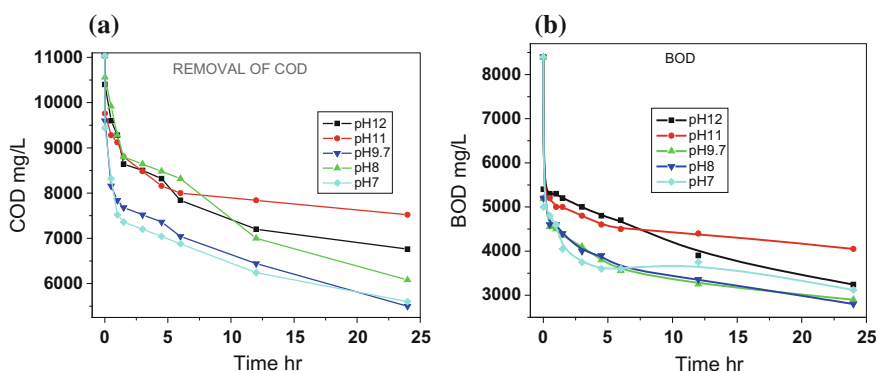 (a)
REMOVAL OF COD
11000
10000
9000
8000
7000
6000
COD mg/L
pH12
pH11
pH9.7
pH8
pH7
0
5
10
15
20
25
Time hr
(b)
BOD
8000
7000
6000
5000
4000
3000
BOD mg/L
pH12
pH11
pH9.7
pH8
pH7
0
5
10
15
20
25
Time hr